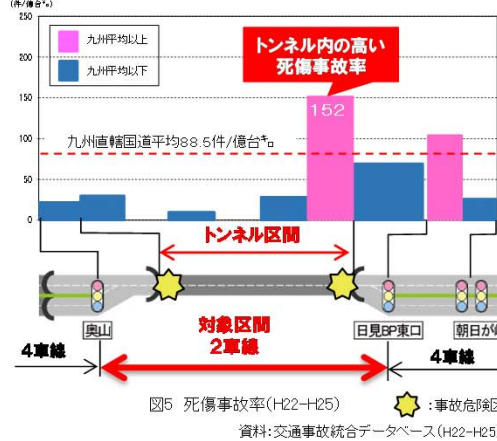 (件/億台㌔)
250
九州平均以上
九州平均以下
トンネル内の高い
死傷事故率
200
150
152
九州直轄国道平均88.5件/億台㌔
100
50
0
トンネル区間
奥山
対象区間
2車線
日見BP東口
朝日が
4車線
4車線
図5 死傷事故率(H22-H25)
:事故危険区
資料:交通事故統合データベース(H22-H25